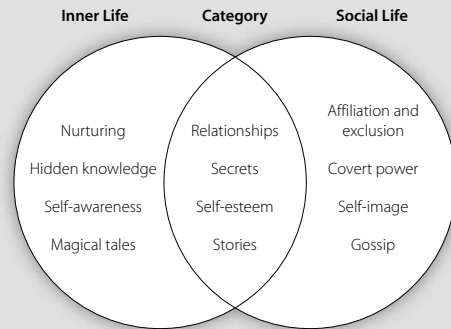 Inner Life Category Social Life
Affiliation and
exclusion
Nurturing Relationships
Hidden knowledge Secrets Covert power
Self-awareness Self-esteem Self-image
Magical tales Stories Gossip